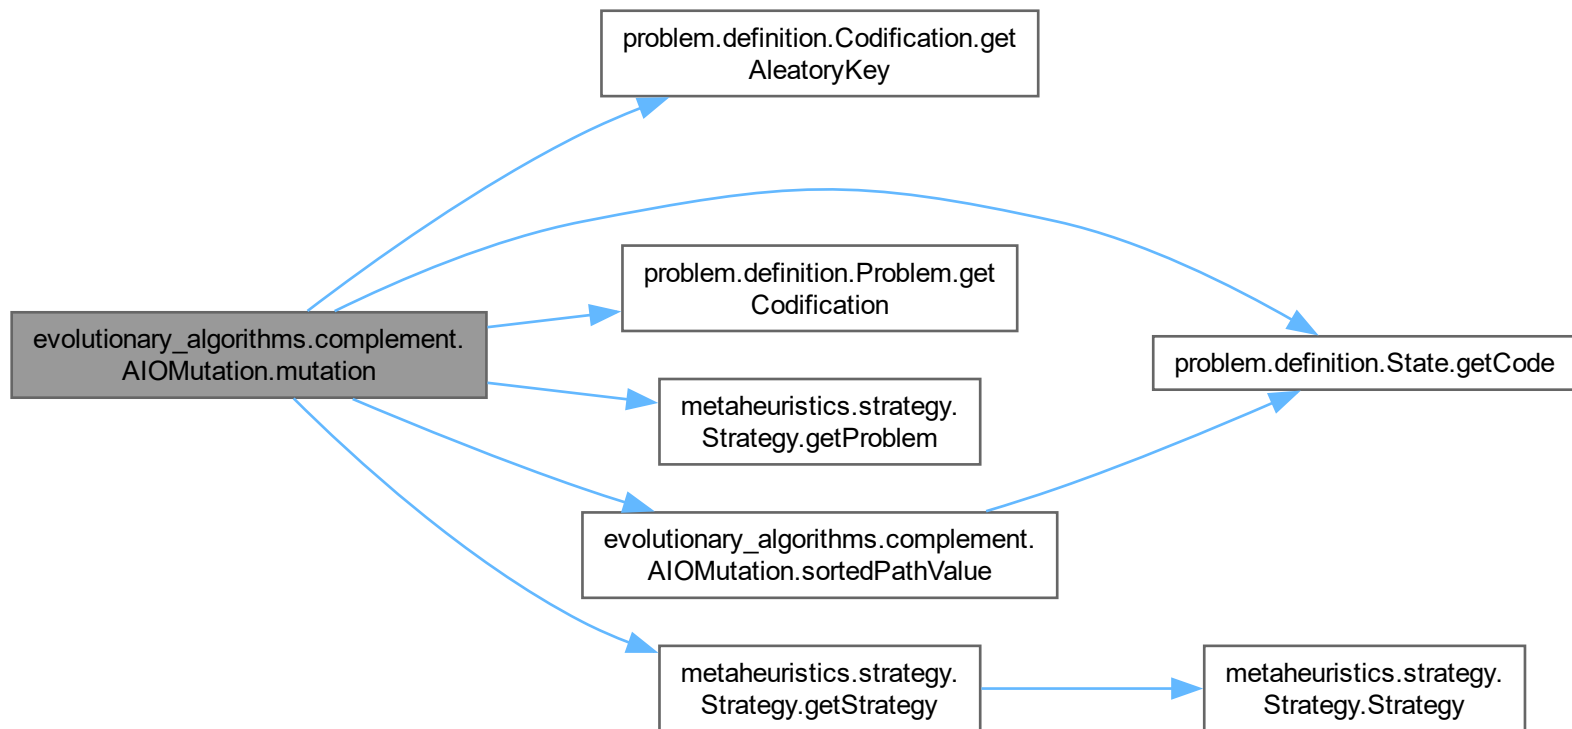 problem.definition.Codification.get
AleatoryKey
problem.definition.Problem.get
Codification
evolutionary_algorithms.complement.
AIOMutation.mutation
problem.definition.State.getCode
metaheuristics.strategy.
Strategy.getProblem
evolutionary_algorithms.complement.
AIOMutation.sortedPathValue
metaheuristics.strategy.
Strategy.getStrategy
metaheuristics.strategy.
Strategy.Strategy